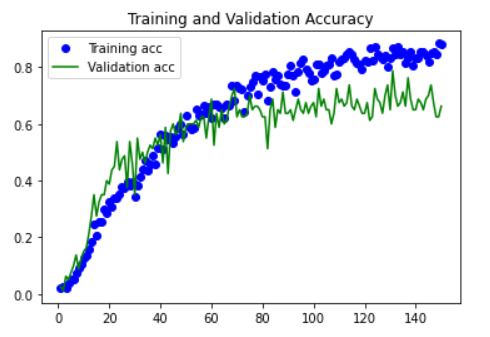 Training and Validation Accuracy
Training acc
Validation acc
0.8
0.6
0.4
0.2
0.0
0 20 40 60 80 100 120 140